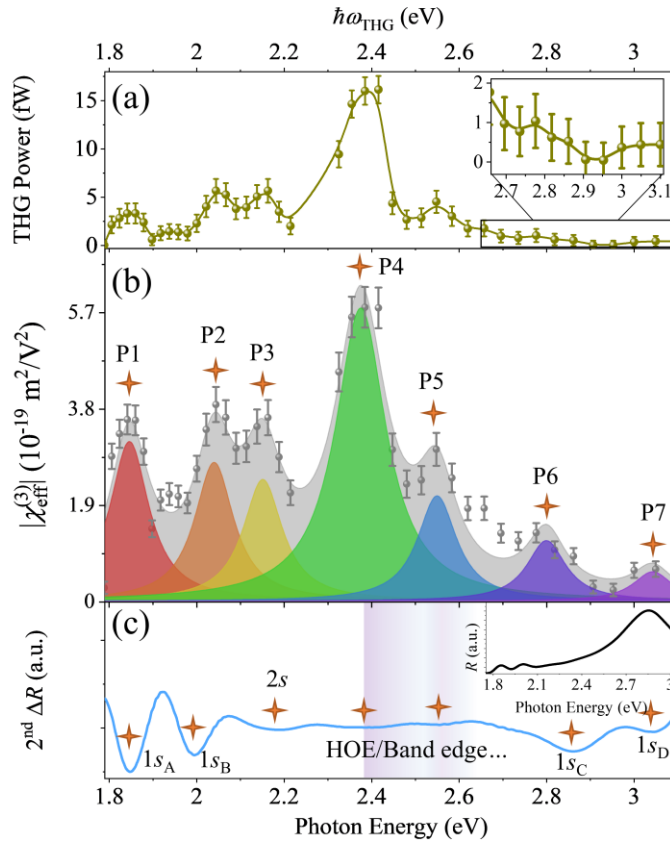 ħω_THG (eV)
1.8 2 2.2 2.4 2.6 2.8 3
(a)
THG Power (fW)
15
10
5
0
2
1
0
2.7 2.8 2.9 3 3.1
(b)
|χ_eff^(3)| (10⁻¹⁹ m²/V²)
5.7
3.8
1.9
0
P1
P2
P3
P4
P5
P6
P7
(c)
2nd ΔR (a.u.)
1s_A
1s_B
2s
HOE/Band edge...
1s_C
1s_D
R (a.u.)
1.8 2.1 2.4 2.7 3
Photon Energy (eV)
1.8 2 2.2 2.4 2.6 2.8 3
Photon Energy (eV)